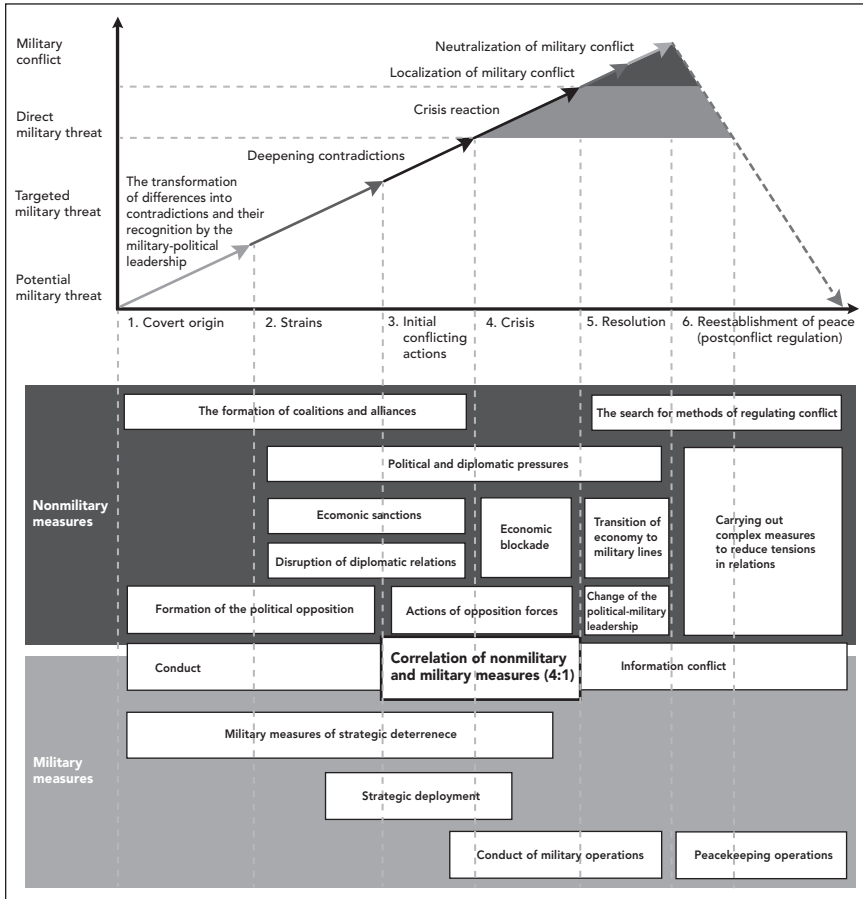 Military
conflict
Neutralization of military conflict
Localization of military conflict
Direct
military threat
Crisis reaction
Deepening contradictions
The transformation
of differences into
contradictions and their
recognition by the
military-political
leadership
Targeted
military threat
Potential
military threat
1. Covert origin
2. Strains
3. Initial
conflicting
actions
4. Crisis
5. Resolution
6. Reestablishment of peace
(postconflict regulation)
Nonmilitary
measures
The formation of coalitions and alliances
The search for methods of regulating conflict
Political and diplomatic pressures
Ecomonic sanctions
Economic
blockade
Transition of
economy to
military lines
Carrying out
complex measures
to reduce tensions
in relations
Disruption of diplomatic relations
Formation of the political opposition
Actions of opposition forces
Change of the
political-military
leadership
Conduct
Correlation of nonmilitary
and military measures (4:1)
Information conflict
Military
measures
Military measures of strategic deterrenece
Strategic deployment
Conduct of military operations
Peacekeeping operations